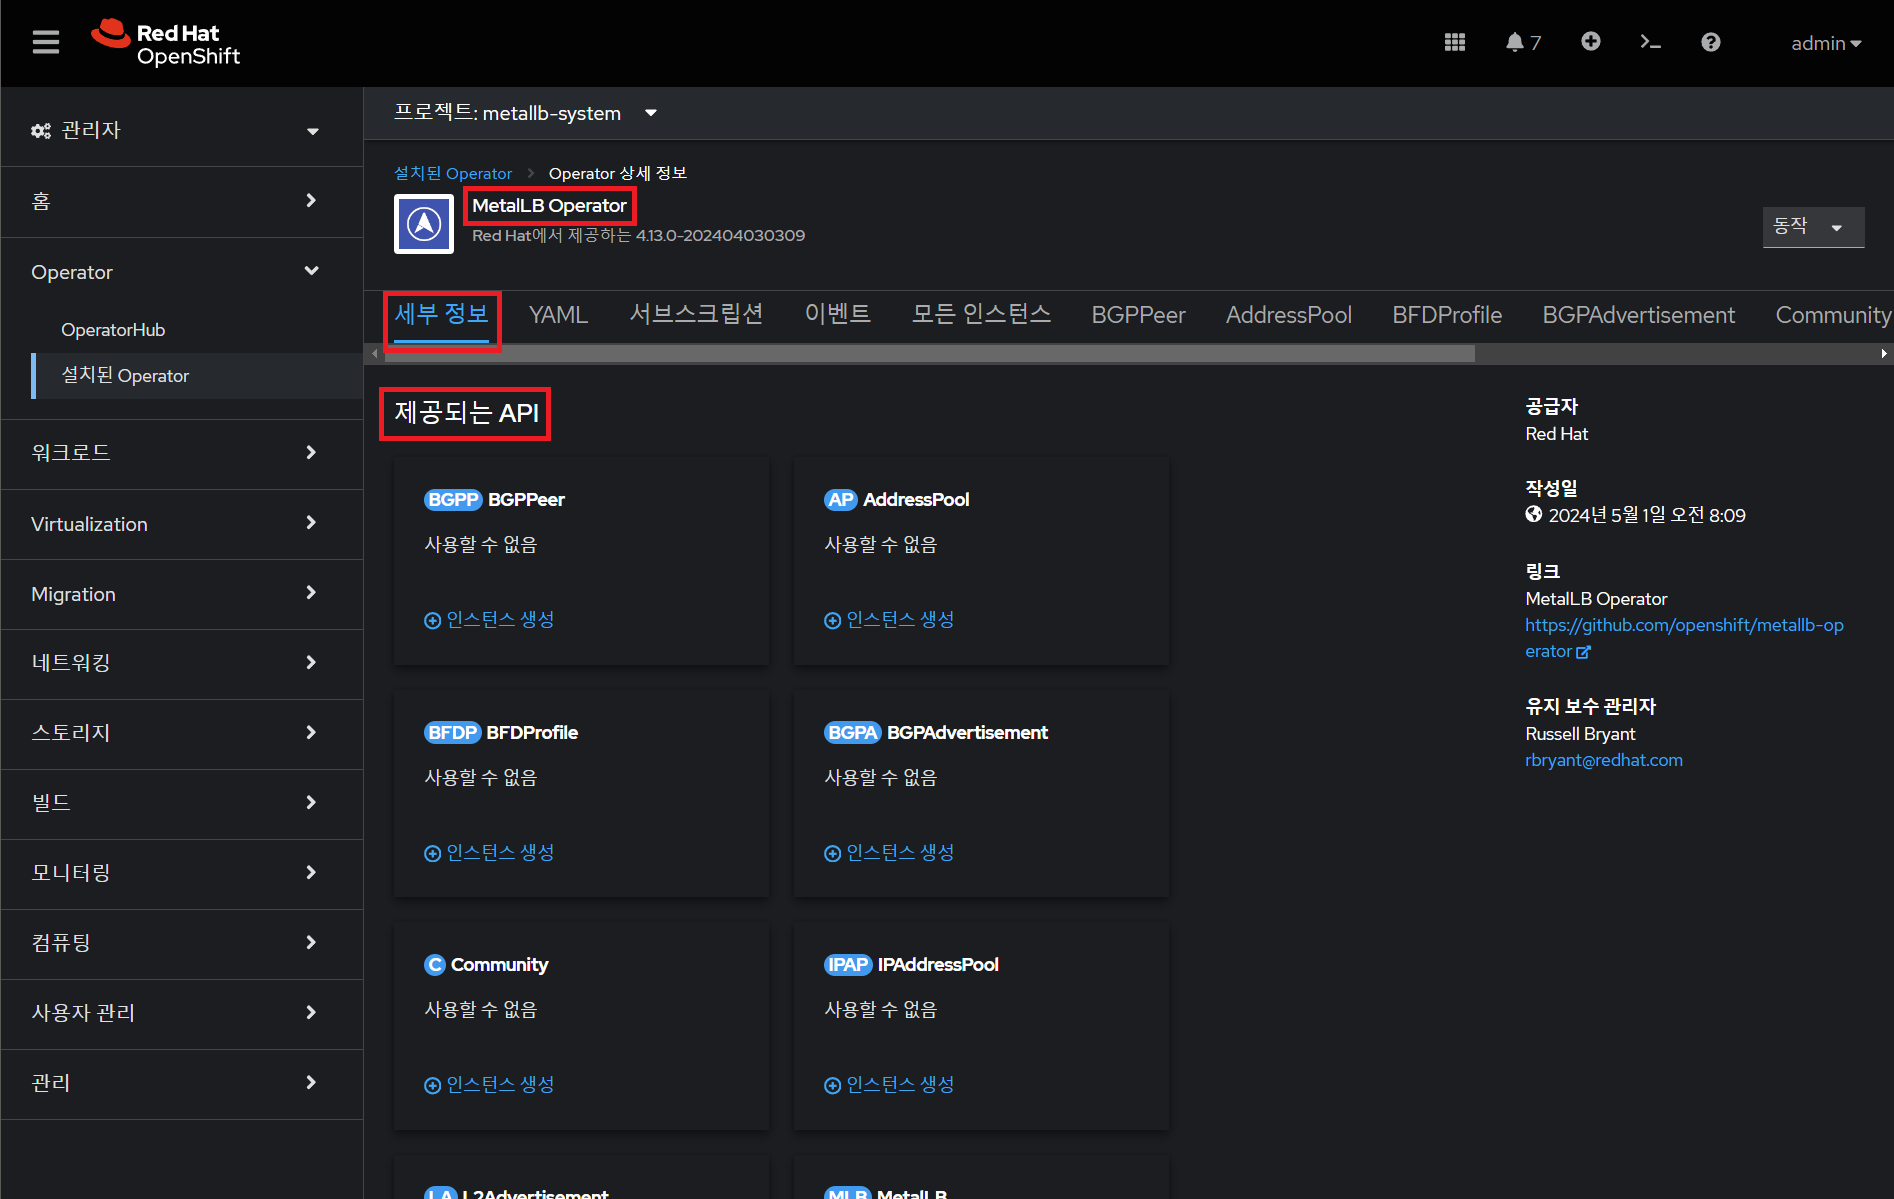 Red Hat
OpenShift
7
admin
관리자
홈
Operator
OperatorHub
설치된 Operator
워크로드
Virtualization
Migration
네트워킹
스토리지
빌드
모니터링
컴퓨팅
사용자 관리
관리
프로젝트: metallb-system
설치된 Operator
Operator 상세 정보
MetalLB Operator
Red Hat에서 제공하는 4.13.0-202404030309
동작
세부 정보 YAML 서브스크립션 이벤트 모든 인스턴스 BGPPeer AddressPool BFDProfile BGPAdvertisement Community
제공되는 API
BGPP BGPPeer
사용할 수 없음
인스턴스 생성
AP AddressPool
사용할 수 없음
인스턴스 생성
BFDP BFDProfile
사용할 수 없음
인스턴스 생성
BGPA BGPAdvertisement
사용할 수 없음
인스턴스 생성
C Community
사용할 수 없음
인스턴스 생성
IPAP IPAddressPool
사용할 수 없음
인스턴스 생성
LA L2Advertisement
MLB MetalLB
공급자
Red Hat
작성일
2024년 5월 1일 오전 8:09
링크
MetalLB Operator
https://github.com/openshift/metallb-op
erator
유지 보수 관리자
Russell Bryant
rbryant@redhat.com